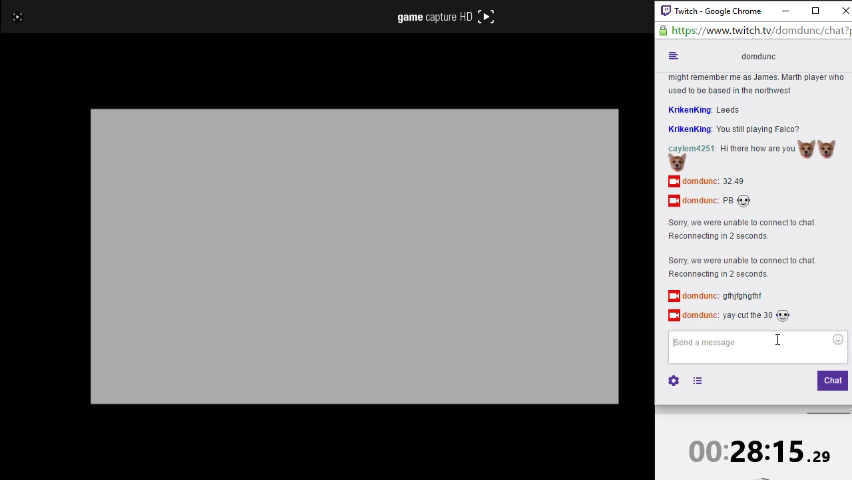 game capture HD
Twitch - Google Chrome
https://www.twitch.tv/domdunc/chat?p
domdunc
might remember me as James. Marth player who
used to be based in the northwest
KrikenKing: Leeds
KrikenKing: You still playing Falco?
caylem4251: Hi there how are you
domdunc: 32.49
domdunc: PB
Sorry, we were unable to connect to chat.
Reconnecting in 2 seconds.
Sorry, we were unable to connect to chat.
Reconnecting in 2 seconds.
domdunc: gfhjfghgfhf
domdunc: yay cut the 30
Send a message
Chat
00:28:15.29